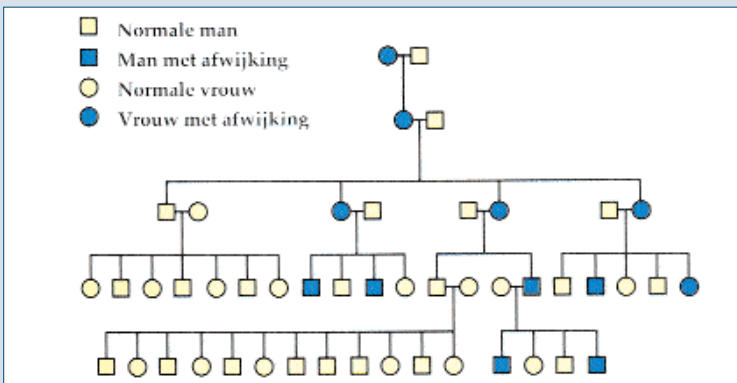 Normale man
Man met afwijking
Normale vrouw
Vrouw met afwijking